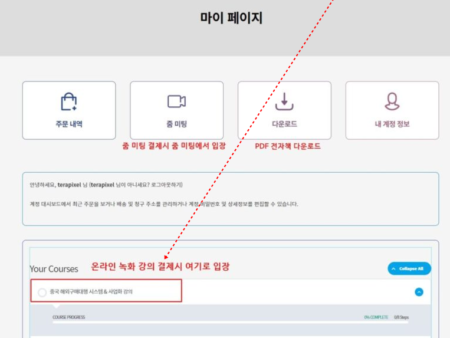 마이 페이지
주문 내역
줌 미팅
다운로드
내 계정 정보
줌 미팅 결제시 줌 미팅에서 입장
PDF 전자책 다운로드
안녕하세요, terapixel 님 (terapixel 님이 아니세요? 로그아웃하기)
계정 대시보드에서 최근 주문을 보거나 배송 및 청구 주소를 관리하거나 계정 비밀번호 및 상세정보를 편집할 수 있습니다.
Your Courses
온라인 녹화 강의 결제시 여기로 입장
Collapse All
중국 해외구매대행 시스템 & 사업화 강의
COURSE PROGRESS
0% COMPLETE